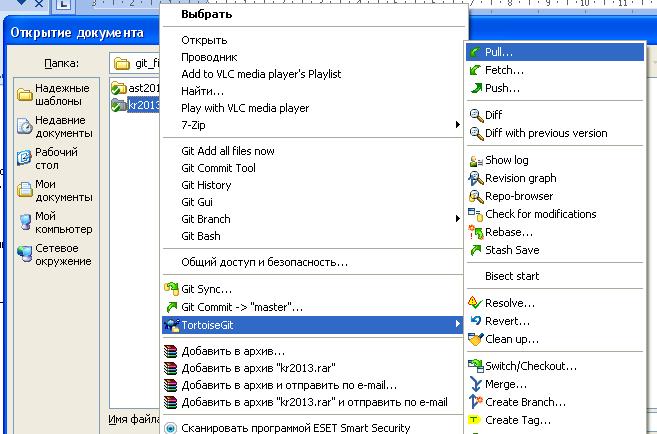 Открытие документа
Папка:
git_fi
ast201
kr2013
Надежные
шаблоны
Недавние
документы
Рабочий
стол
Мои
документы
Мой
компьютер
Сетевое
окружение
Имя файла
Выбрать
Открыть
Проводник
Add to VLC media player's Playlist
Найти...
Play with VLC media player
7-Zip
Git Add all files now
Git Commit Tool
Git History
Git Gui
Git Branch
Git Bash
Общий доступ и безопасность...
Git Sync...
Git Commit -> "master"...
TortoiseGit
Добавить в архив...
Добавить в архив "kr2013.rar"
Добавить в архив и отправить по e-mail...
Добавить в архив "kr2013.rar" и отправить по e-mail
Сканировать программой ESET Smart Security
Pull...
Fetch...
Push...
Diff
Diff with previous version
Show log
Revision graph
Repo-browser
Check for modifications
Rebase...
Stash Save
Bisect start
Resolve...
Revert...
Clean up...
Switch/Checkout...
Merge...
Create Branch...
Create Tag...